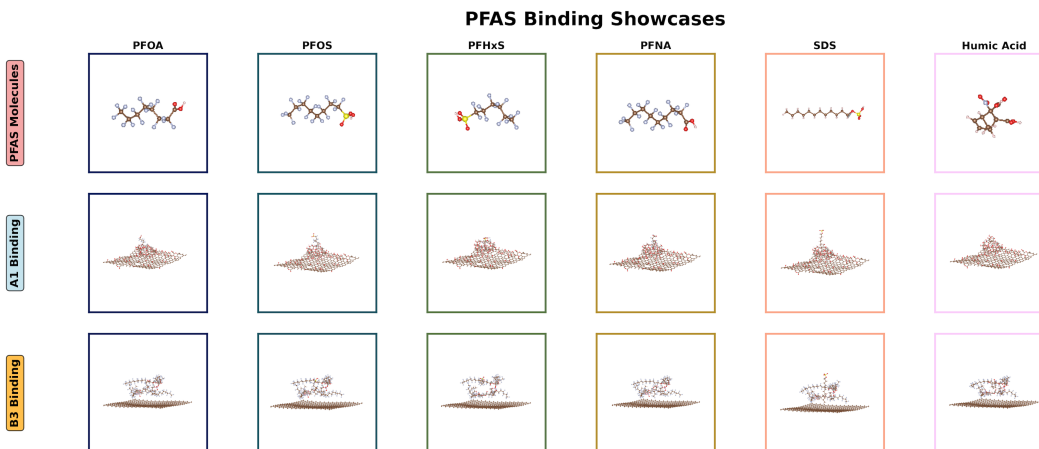 PFAS Binding Showcases
PFOA PFOS PFHxS PFNA SDS Humic Acid
PFAS Molecules
A1 Binding
B3 Binding